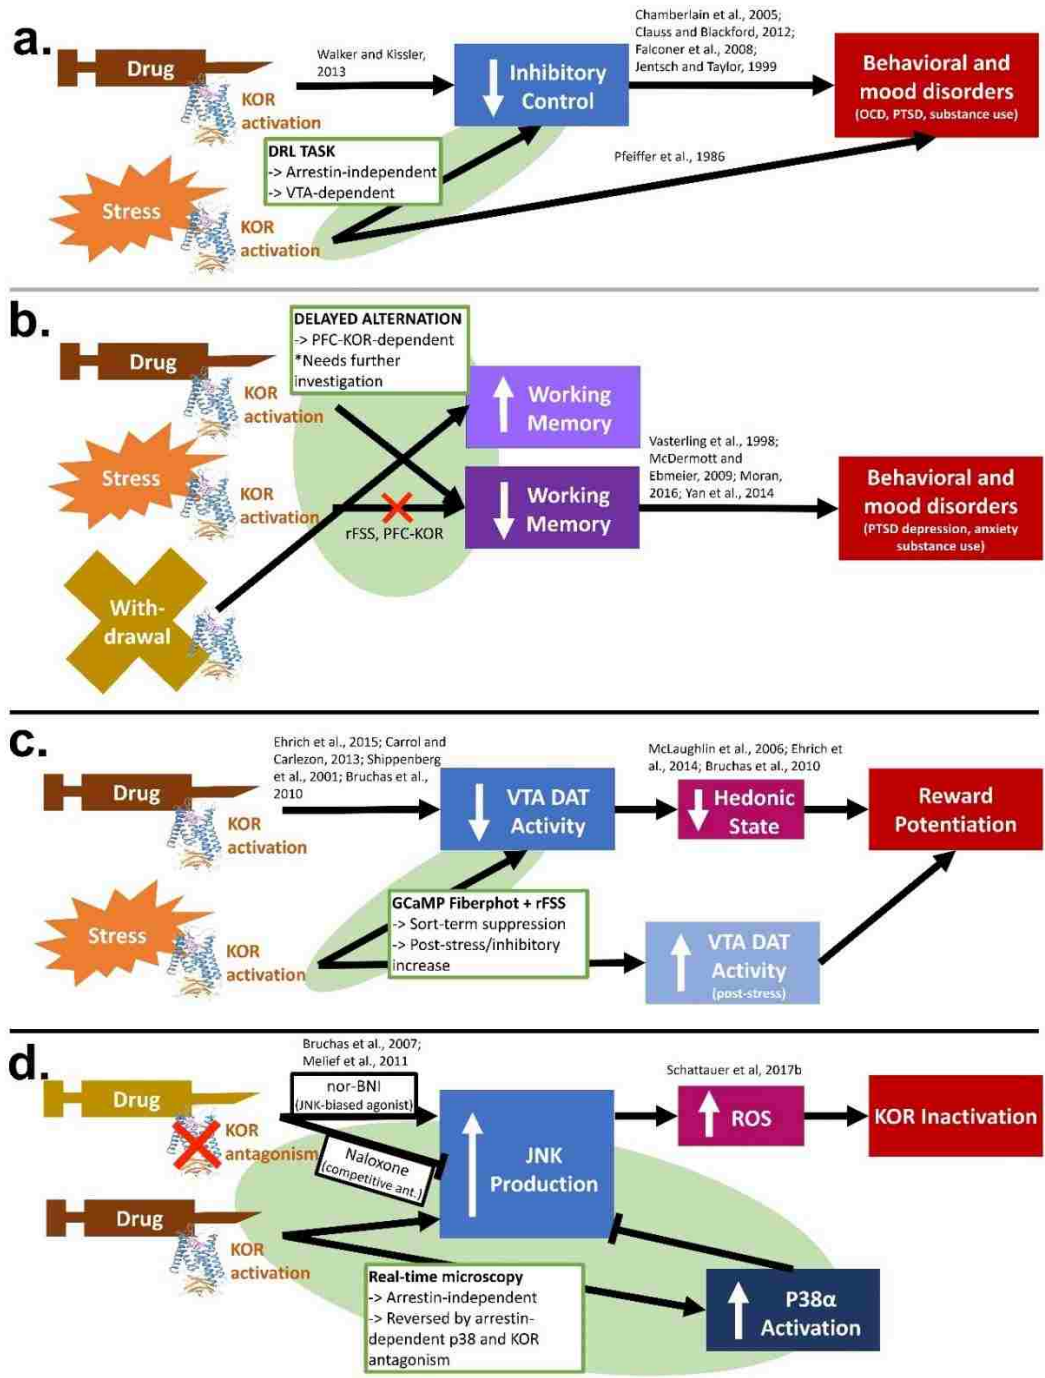 a.
Drug
KOR
activation
Walker and Kissler,
2013
Inhibitory
Control
Chamberlain et al., 2005;
Clauss and Blackford, 2012;
Falconer et al., 2008;
Jentsch and Taylor, 1999
Behavioral and
mood disorders
(OCD, PTSD, substance use)
DRL TASK
-> Arrestin-independent
-> VTA-dependent
Pfeiffer et al., 1986
Stress
KOR
activation
b.
Drug
KOR
activation
DELAYED ALTERNATION
-> PFC-KOR-dependent
*Needs further
investigation
Working
Memory
Stress
KOR
activation
rFSS, PFC-KOR
Working
Memory
Vasterling et al., 1998;
McDermott and
Ebmeier, 2009; Moran,
2016; Yan et al., 2014
Behavioral and
mood disorders
(PTSD depression, anxiety
substance use)
With-
drawal
c.
Drug
KOR
activation
Ehrich et al., 2015; Carrol and
Carlezon, 2013; Shippenberg
et al., 2001; Bruchas et al.,
2010
VTA DAT
Activity
McLaughlin et al., 2006; Ehrich et
al., 2014; Bruchas et al., 2010
Hedonic
State
Reward
Potentiation
Stress
KOR
activation
GCaMP Fiberphot + rFSS
-> Sort-term suppression
-> Post-stress/inhibitory
increase
VTA DAT
Activity
(post-stress)
d.
Drug
KOR
antagonism
Bruchas et al., 2007;
Melief et al., 2011
nor-BNI
(JNK-biased agonist)
Naloxone
(competitive ant.)
JNK
Production
Schattauer et al, 2017b
ROS
KOR Inactivation
Drug
KOR
activation
Real-time microscopy
-> Arrestin-independent
-> Reversed by arrestin-
dependent p38 and KOR
antagonism
P38α
Activation